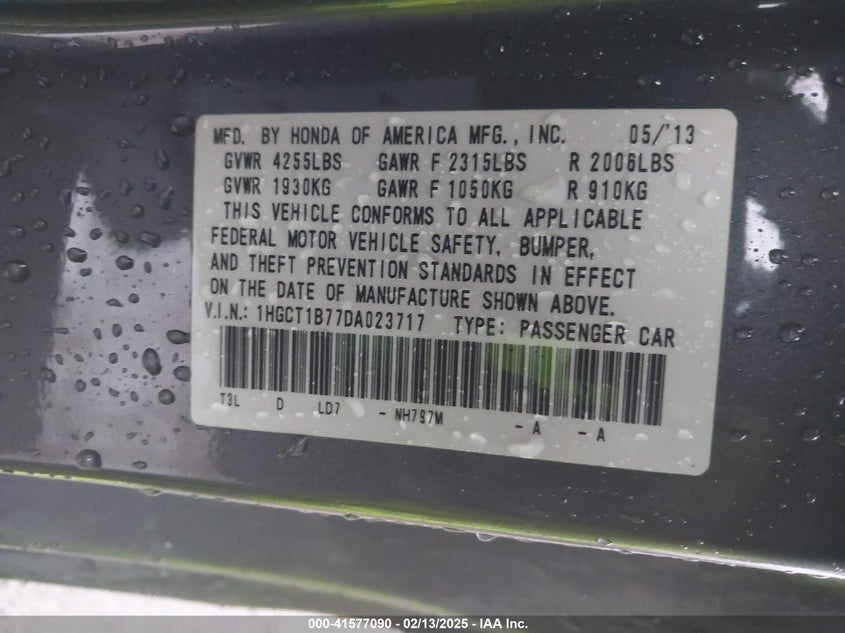 MFD. BY HONDA OF AMERICA MFG., INC. 05/'13
GVWR 4255LBS GAWR F 2315LBS R 2006LBS
GVWR 1930KG GAWR F 1050KG R 910KG
THIS VEHICLE CONFORMS TO ALL APPLICABLE
FEDERAL MOTOR VEHICLE SAFETY, BUMPER,
AND THEFT PREVENTION STANDARDS IN EFFECT
ON THE DATE OF MANUFACTURE SHOWN ABOVE.
V.I.N.: 1HGCT1B77DA023717 TYPE: PASSENGER CAR
T3L D LD7 - NH797M - A - A
000-41577090 - 02/13/2025 - IAA Inc.